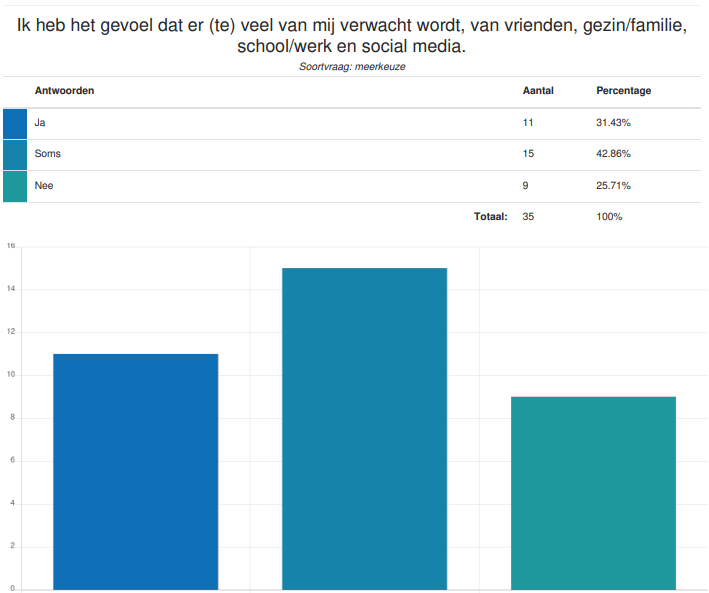 Ik heb het gevoel dat er (te) veel van mij verwacht wordt, van vrienden, gezin/familie,
school/werk en social media.
Soortvraag: meerkeuze
Antwoorden Aantal Percentage
Ja 11 31.43%
Soms 15 42.86%
Nee 9 25.71%
Totaal: 35 100%
16
14
12
10
8
6
4
2
0